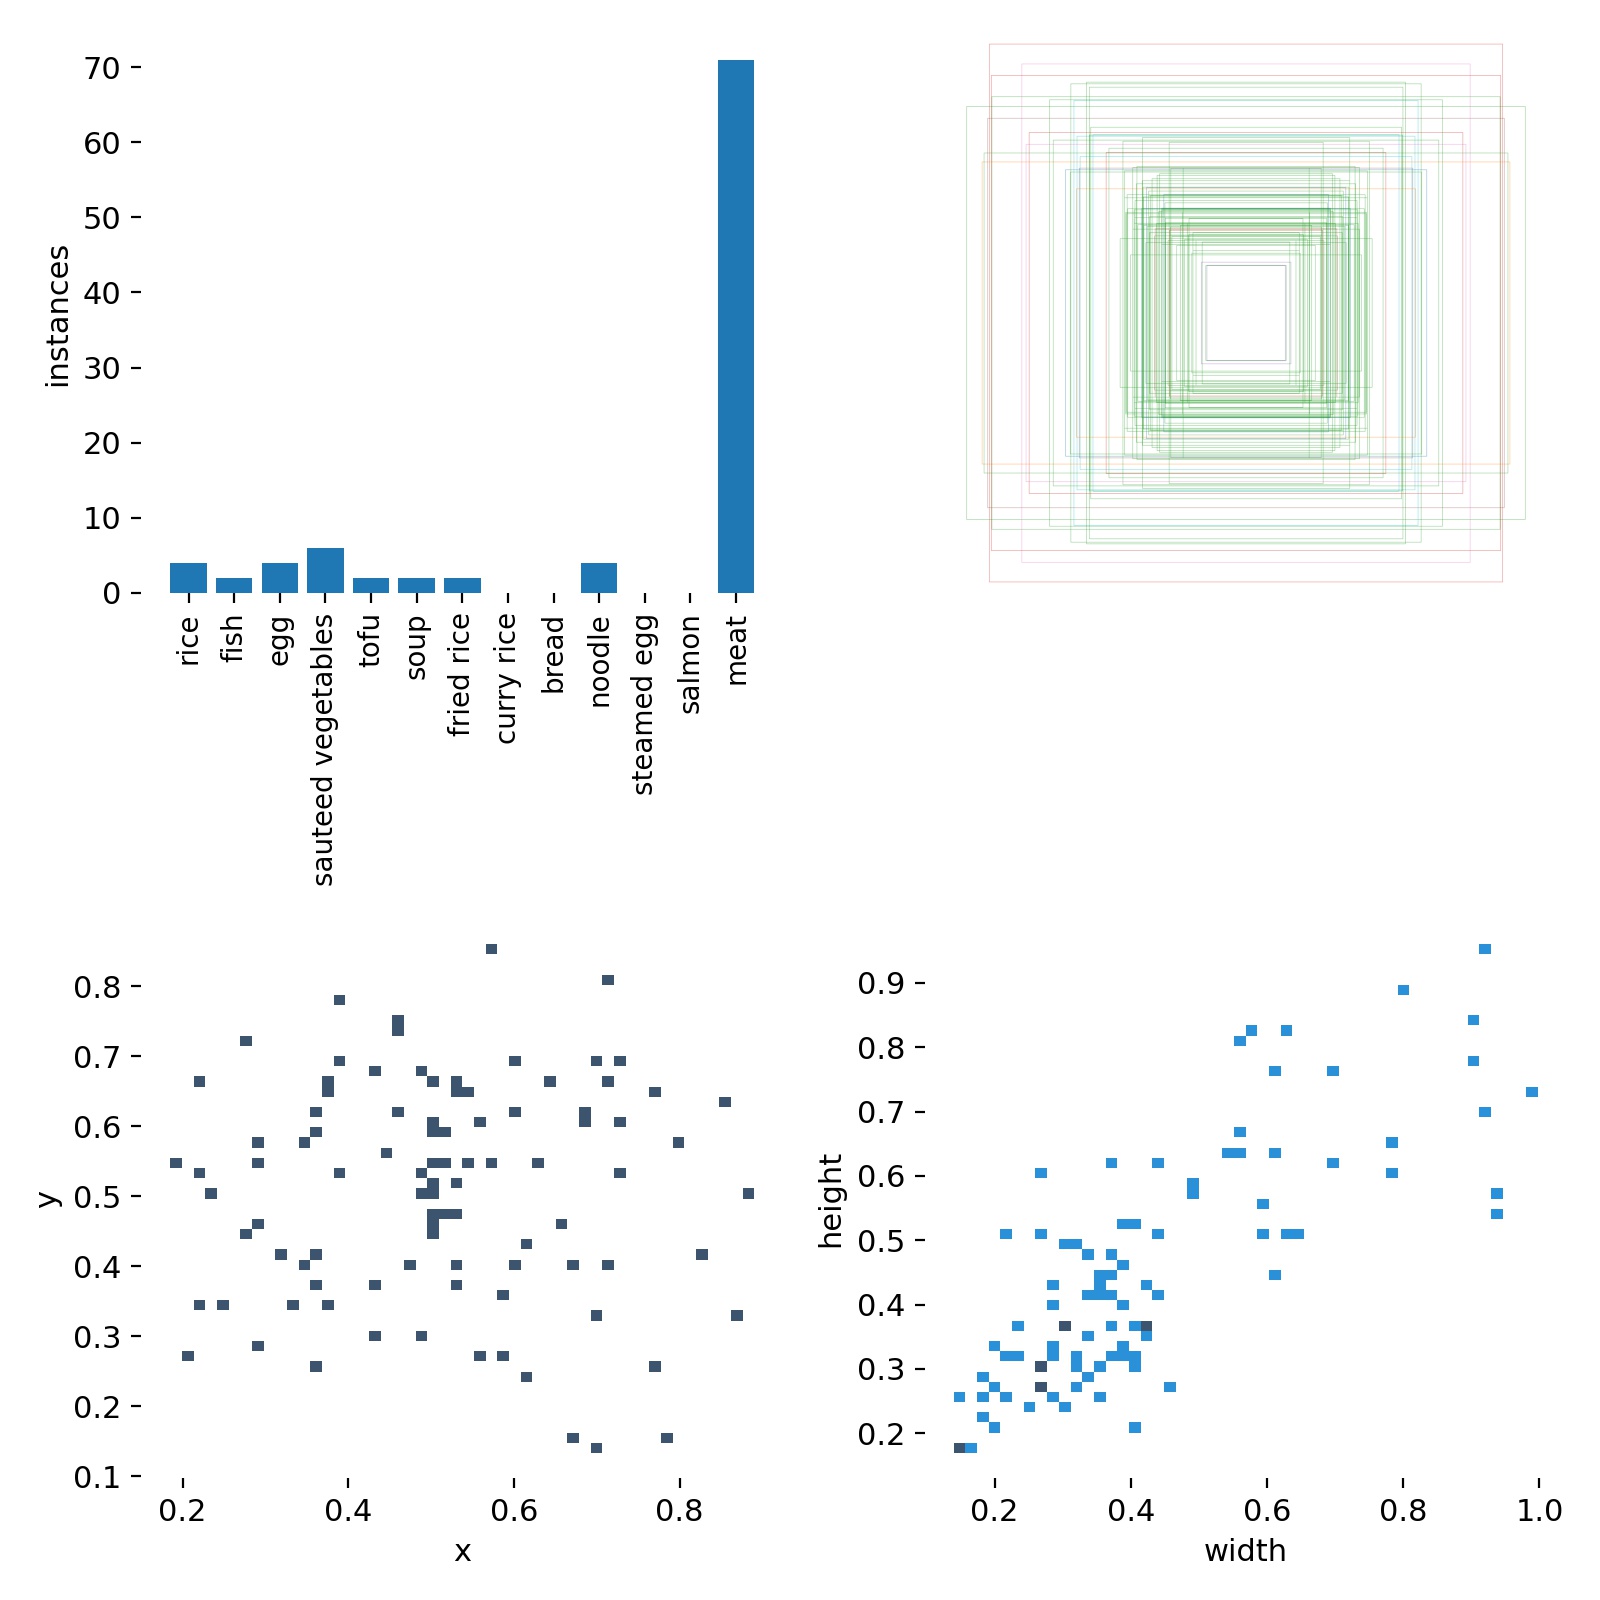 instances
70
60
50
40
30
20
10
0
rice
fish
egg
sauteed vegetables
tofu
soup
fried rice
curry rice
bread
noodle
steamed egg
salmon
meat
y
0.8
0.7
0.6
0.5
0.4
0.3
0.2
0.1
0.2 0.4 0.6 0.8
x
height
0.9
0.8
0.7
0.6
0.5
0.4
0.3
0.2
0.2 0.4 0.6 0.8 1.0
width